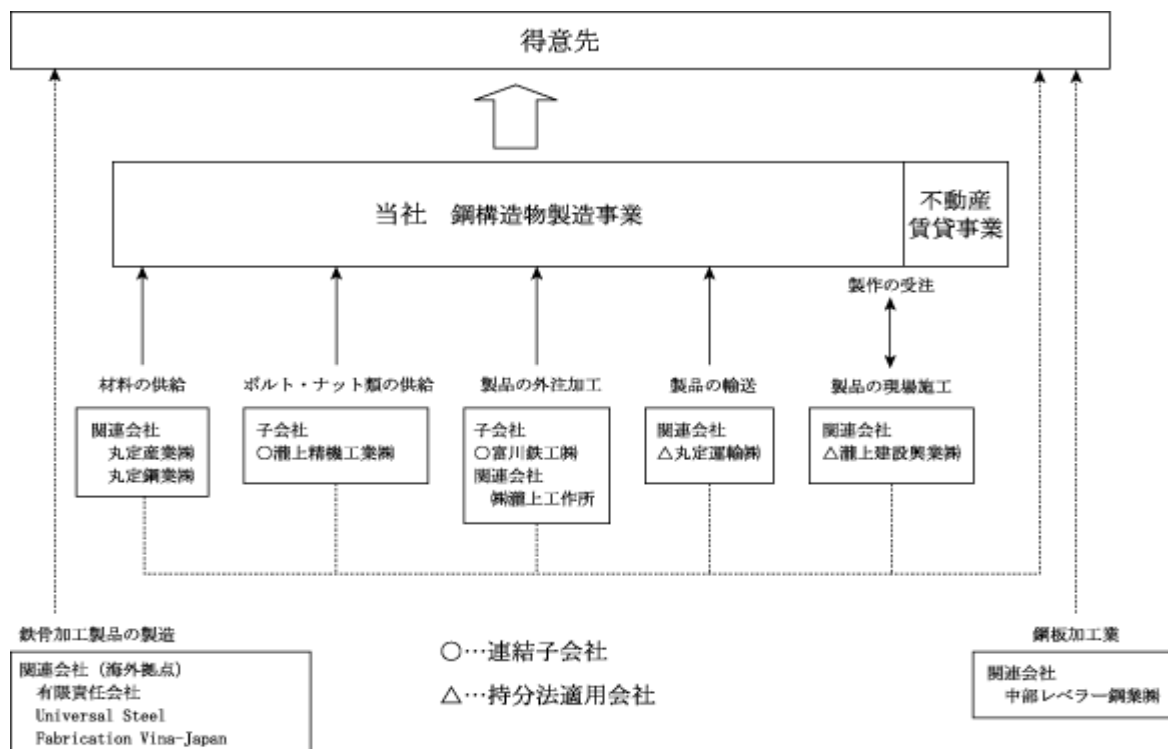 得意先
当社 鋼構造物製造事業
不動産
賃貸事業
製作の受注
材料の供給
ボルト・ナット類の供給
製品の外注加工
製品の輸送
製品の現場施工
関連会社
丸定産業㈱
丸定鋼業㈱
子会社
○瀧上精機工業㈱
子会社
○富川鉄工㈱
関連会社
㈱瀧上工作所
関連会社
△丸定運輸㈱
関連会社
△瀧上建設興業㈱
鉄骨加工製品の製造
関連会社（海外拠点）
有限責任会社
Universal Steel
Fabrication Vina-Japan
○…連結子会社
△…持分法適用会社
鋼板加工業
関連会社
中部レベラー鋼業㈱